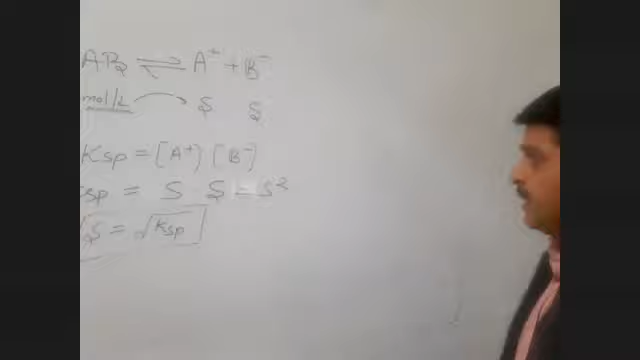 AB⇌ A⁺ + B⁻
mol/L → S S
Ksp = [A⁺] [B⁻]
sp = S S = S²
S = √Ksp